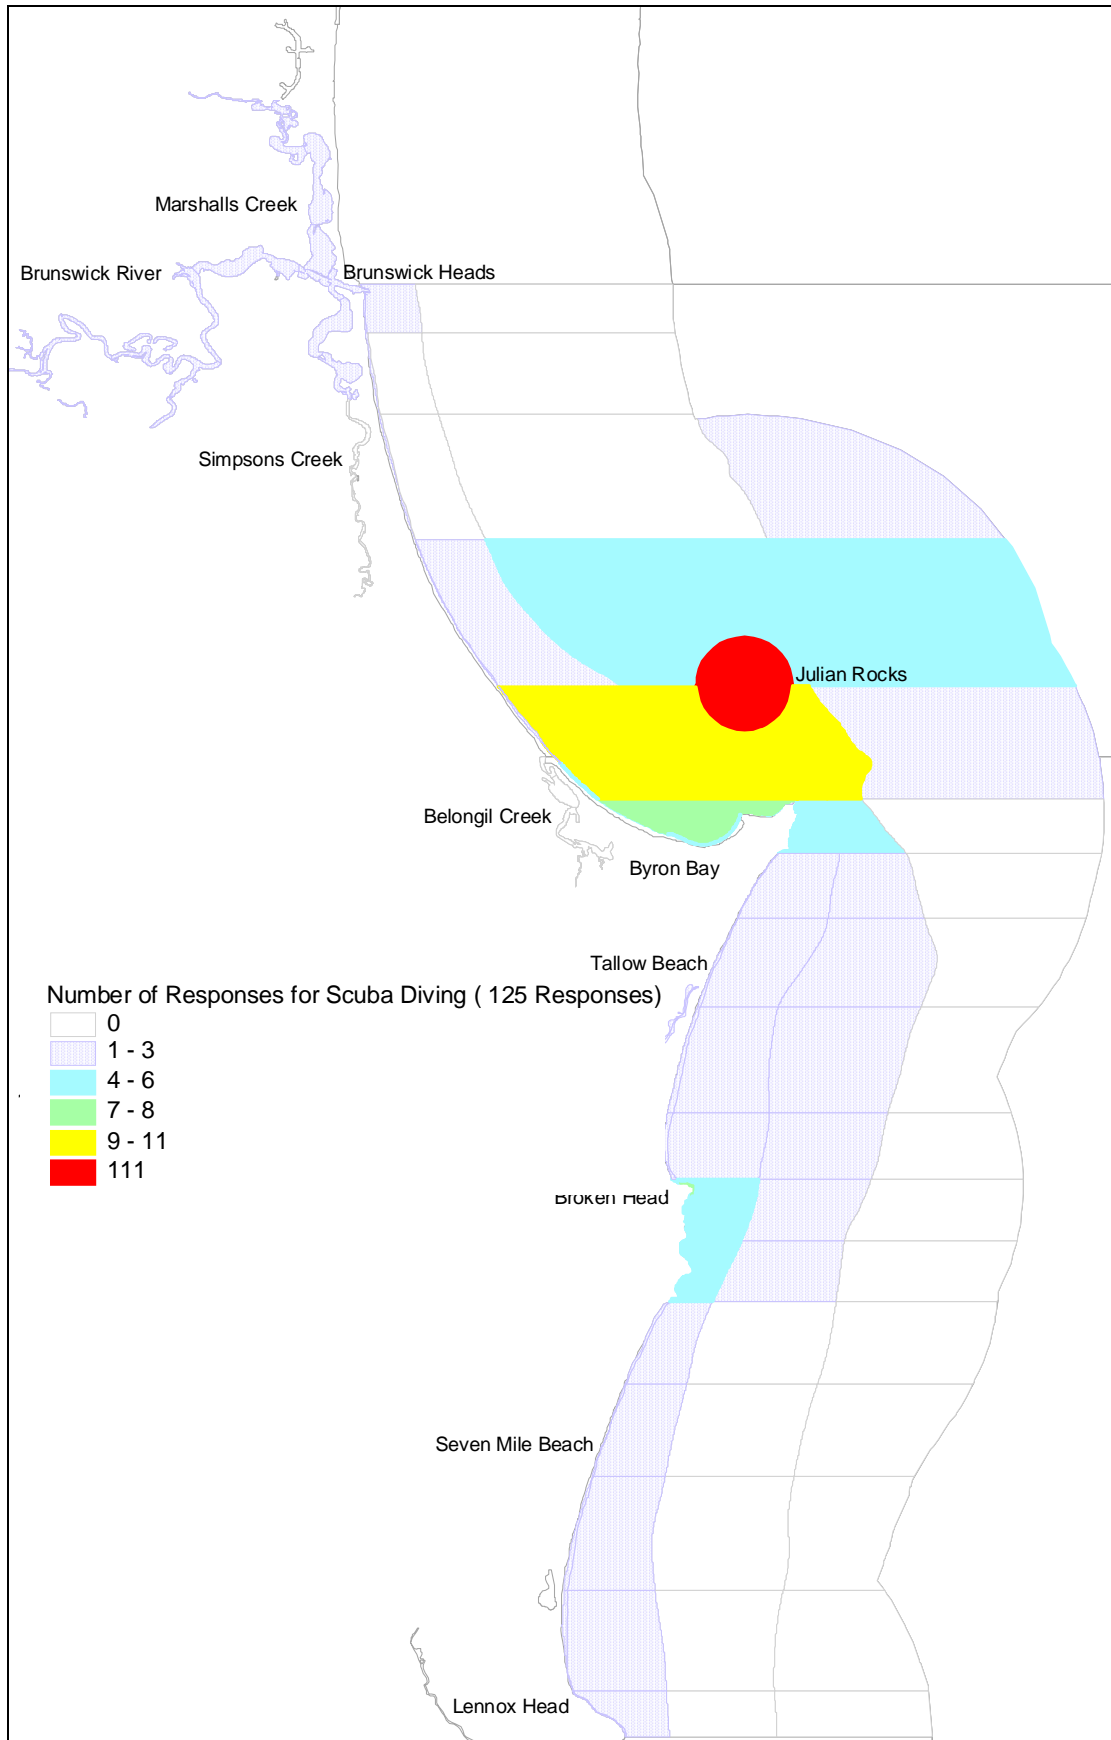 Marshalls Creek
Brunswick River
Brunswick Heads
Simpsons Creek
Julian Rocks
Belongil Creek
Byron Bay
Tallow Beach
Number of Responses for Scuba Diving ( 125 Responses)
0
1 - 3
4 - 6
7 - 8
9 - 11
111
Broken Head
Seven Mile Beach
Lennox Head